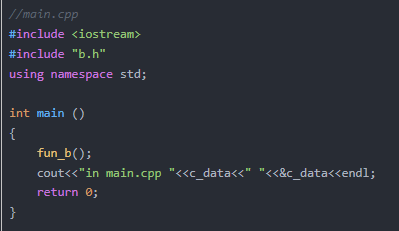 //main.cpp
#include <iostream>
#include "b.h"
using namespace std;
int main ()
{
fun_b();
cout<<"in main.cpp "<<c_data<<" "<<&c_data<<endl;
return 0;
}